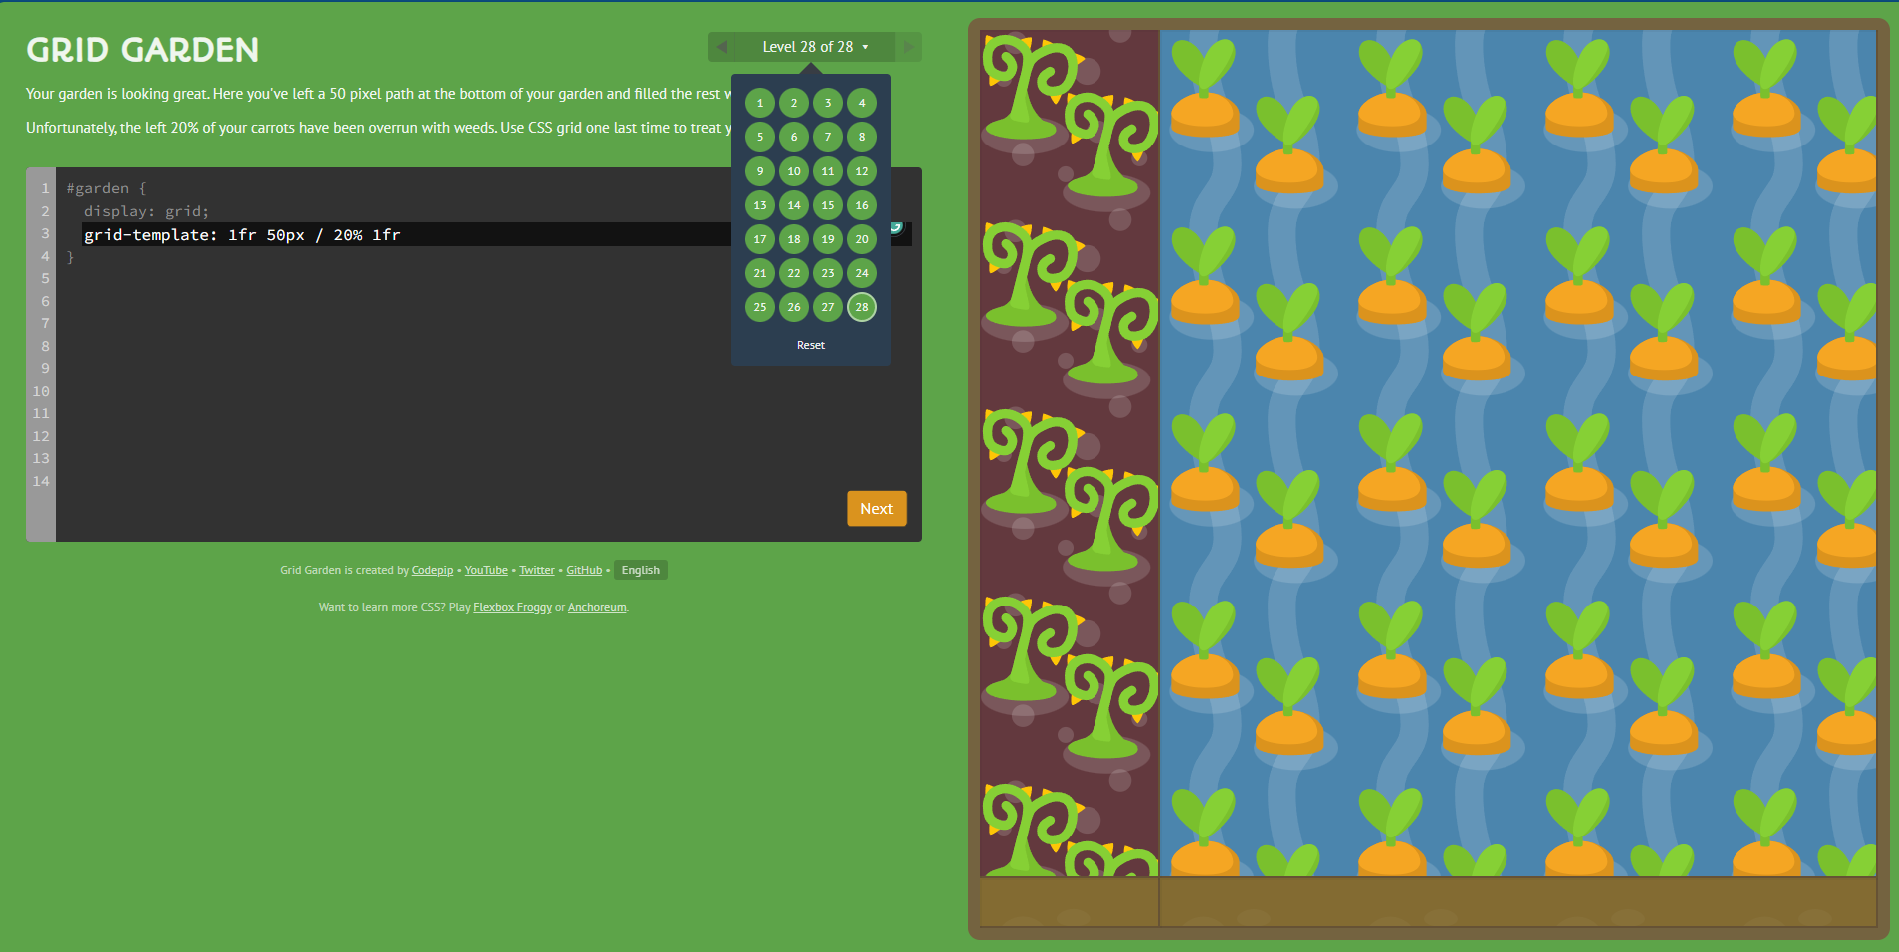 GRID GARDEN
◀ Level 28 of 28 ▼ ▶
Your garden is looking great. Here you've left a 50 pixel path at the bottom of your garden and filled the rest
Unfortunately, the left 20% of your carrots have been overrun with weeds. Use CSS grid one last time to treat
1 2 3 4
5 6 7 8
9 10 11 12
13 14 15 16
17 18 19 20
21 22 23 24
25 26 27 28
Reset
1 #garden {
2 display: grid;
3 grid-template: 1fr 50px / 20% 1fr
4 }
5
6
7
8
9
10
11
12
13
14
Next
Grid Garden is created by Codepip • YouTube • Twitter • GitHub • English
Want to learn more CSS? Play Flexbox Froggy or Anchoreum.